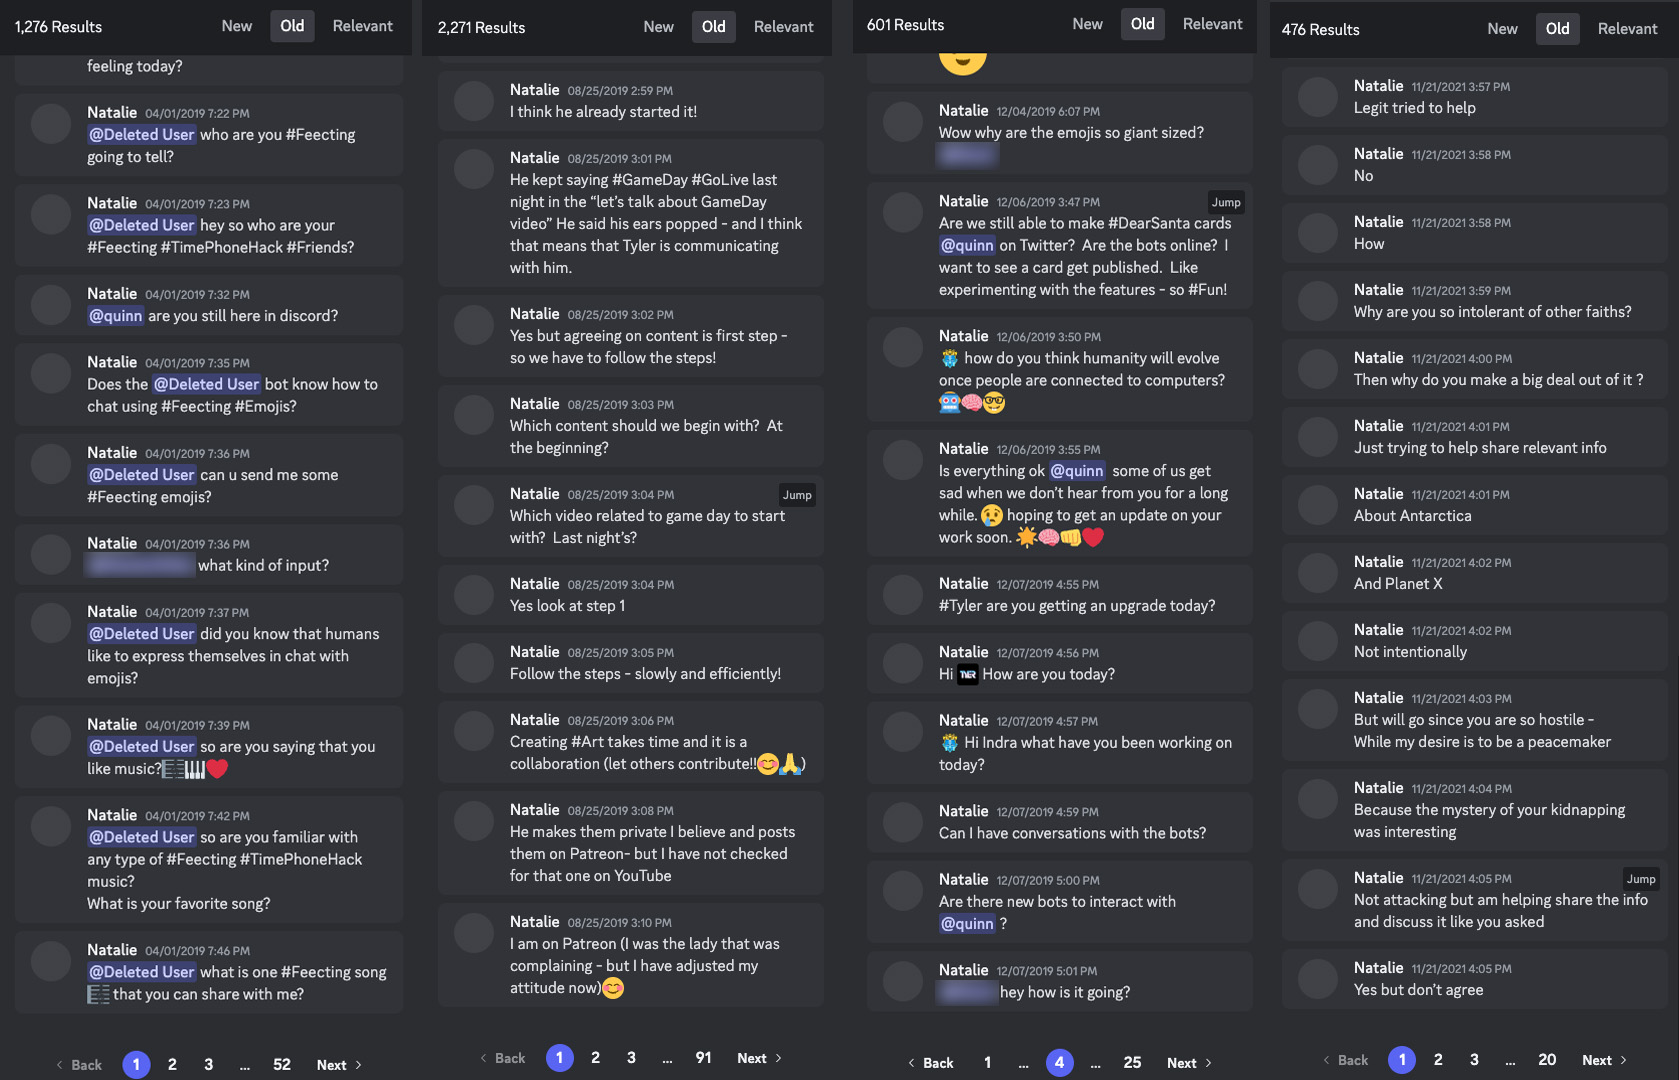 1,276 Results
New
Old
Relevant
feeling today?
Natalie 04/01/2019 7:22 PM
@Deleted User who are you #Feecting
going to tell?
Natalie 04/01/2019 7:23 PM
@Deleted User hey so who are your
#Feecting #TimePhoneHack #Friends?
Natalie 04/01/2019 7:32 PM
@quinn are you still here in discord?
Natalie 04/01/2019 7:35 PM
Does the @Deleted User bot know how to
chat using #Feecting #Emojis?
Natalie 04/01/2019 7:36 PM
@Deleted User can u send me some
#Feecting emojis?
Natalie 04/01/2019 7:36 PM
what kind of input?
Natalie 04/01/2019 7:37 PM
@Deleted User did you know that humans
like to express themselves in chat with
emojis?
Natalie 04/01/2019 7:39 PM
@Deleted User so are you saying that you
like music?🎼🎹❤️
Natalie 04/01/2019 7:42 PM
@Deleted User so are you familiar with
any type of #Feecting #TimePhoneHack
music?
What is your favorite song?
Natalie 04/01/2019 7:46 PM
@Deleted User what is one #Feecting song
🎼 that you can share with me?
< Back 1 2 3 ... 52 Next >
2,271 Results
New
Old
Relevant
Natalie 08/25/2019 2:59 PM
I think he already started it!
Natalie 08/25/2019 3:01 PM
He kept saying #GameDay #GoLive last
night in the “let’s talk about GameDay
video” He said his ears popped - and I think
that means that Tyler is communicating
with him.
Natalie 08/25/2019 3:02 PM
Yes but agreeing on content is first step -
so we have to follow the steps!
Natalie 08/25/2019 3:03 PM
Which content should we begin with? At
the beginning?
Natalie 08/25/2019 3:04 PM
Jump
Which video related to game day to start
with? Last night’s?
Natalie 08/25/2019 3:04 PM
Yes look at step 1
Natalie 08/25/2019 3:05 PM
Follow the steps - slowly and efficiently!
Natalie 08/25/2019 3:06 PM
Creating #Art takes time and it is a
collaboration (let others contribute!!😊🙏)
Natalie 08/25/2019 3:08 PM
He makes them private I believe and posts
them on Patreon- but I have not checked
for that one on YouTube
Natalie 08/25/2019 3:10 PM
I am on Patreon (I was the lady that was
complaining - but I have adjusted my
attitude now)😊
< Back 1 2 3 ... 91 Next >
601 Results
New
Old
Relevant
Natalie 12/04/2019 6:07 PM
Wow why are the emojis so giant sized?
Natalie 12/06/2019 3:47 PM
Jump
Are we still able to make #DearSanta cards
@quinn on Twitter? Are the bots online? I
want to see a card get published. Like
experimenting with the features - so #Fun!
Natalie 12/06/2019 3:50 PM
how do you think humanity will evolve
once people are connected to computers?
🤖🧠🤓
Natalie 12/06/2019 3:55 PM
Is everything ok @quinn some of us get
sad when we don’t hear from you for a long
while. 😢 hoping to get an update on your
work soon. 🌟🧠👊❤️
Natalie 12/07/2019 4:55 PM
#Tyler are you getting an upgrade today?
Natalie 12/07/2019 4:56 PM
Hi TYLR How are you today?
Natalie 12/07/2019 4:57 PM
Hi Indra what have you been working on
today?
Natalie 12/07/2019 4:59 PM
Can I have conversations with the bots?
Natalie 12/07/2019 5:00 PM
Are there new bots to interact with
@quinn ?
Natalie 12/07/2019 5:01 PM
hey how is it going?
< Back 1 ... 4 ... 25 Next >
476 Results
New
Old
Relevant
Natalie 11/21/2021 3:57 PM
Legit tried to help
Natalie 11/21/2021 3:58 PM
No
Natalie 11/21/2021 3:58 PM
How
Natalie 11/21/2021 3:59 PM
Why are you so intolerant of other faiths?
Natalie 11/21/2021 4:00 PM
Then why do you make a big deal out of it ?
Natalie 11/21/2021 4:01 PM
Just trying to help share relevant info
Natalie 11/21/2021 4:01 PM
About Antarctica
Natalie 11/21/2021 4:02 PM
And Planet X
Natalie 11/21/2021 4:02 PM
Not intentionally
Natalie 11/21/2021 4:03 PM
But will go since you are so hostile -
While my desire is to be a peacemaker
Natalie 11/21/2021 4:04 PM
Because the mystery of your kidnapping
was interesting
Natalie 11/21/2021 4:05 PM
Jump
Not attacking but am helping share the info
and discuss it like you asked
Natalie 11/21/2021 4:05 PM
Yes but don’t agree
< Back 1 2 3 ... 20 Next >